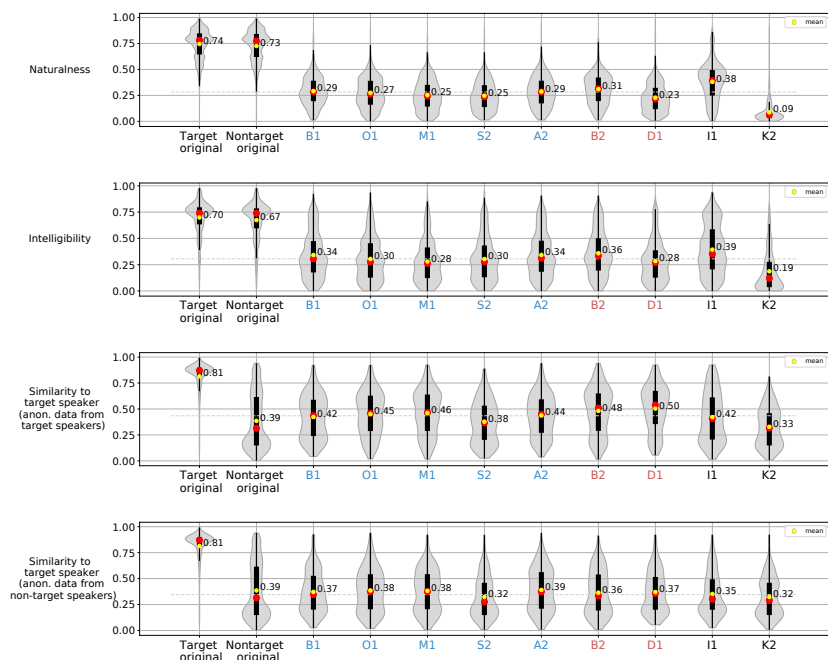 1.00
0.75
0.50
0.25
0.00
Naturalness
mean
0.74 0.73 0.29 0.27 0.25 0.25 0.29 0.31 0.23 0.38 0.09
Target original Nontarget original B1 O1 M1 S2 A2 B2 D1 I1 K2
1.00
0.75
0.50
0.25
0.00
Intelligibility
mean
0.70 0.67 0.34 0.30 0.28 0.30 0.34 0.36 0.28 0.39 0.19
Target original Nontarget original B1 O1 M1 S2 A2 B2 D1 I1 K2
1.00
0.75
0.50
0.25
0.00
Similarity to
target speaker
(anon. data from
target speakers)
mean
0.81 0.39 0.42 0.45 0.46 0.38 0.44 0.48 0.50 0.42 0.33
Target original Nontarget original B1 O1 M1 S2 A2 B2 D1 I1 K2
1.00
0.75
0.50
0.25
0.00
Similarity to
target speaker
(anon. data from
non-target speakers)
mean
0.81 0.39 0.37 0.38 0.38 0.32 0.39 0.36 0.37 0.35 0.32
Target original Nontarget original B1 O1 M1 S2 A2 B2 D1 I1 K2